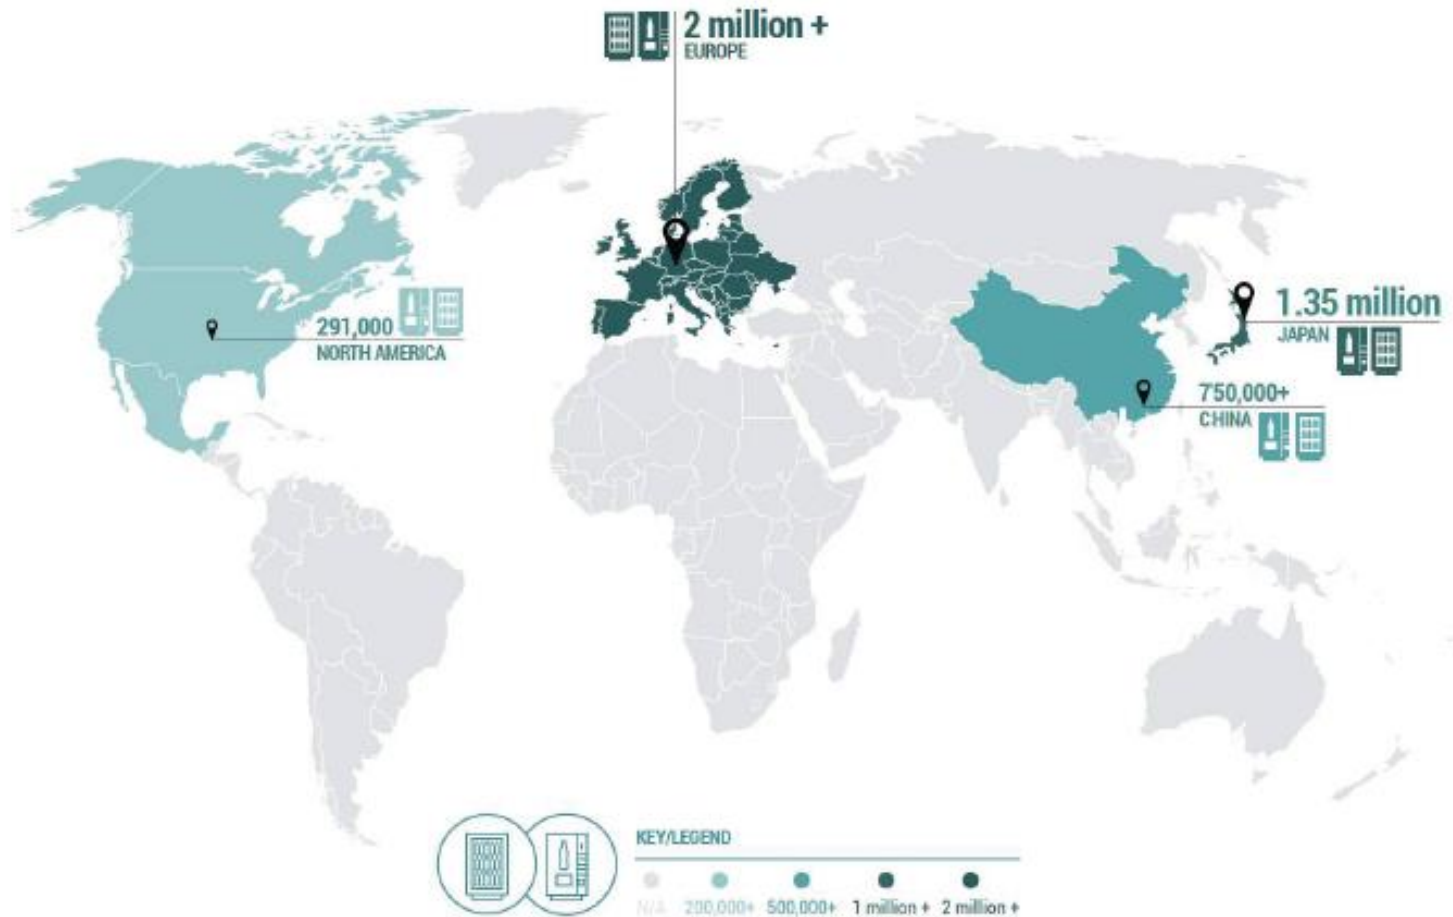 2 million +
EUROPE
291,000
NORTH AMERICA
1.35 million
JAPAN
750,000+
CHINA
KEY/LEGEND
N/A 200,000+ 500,000+ 1 million + 2 million +